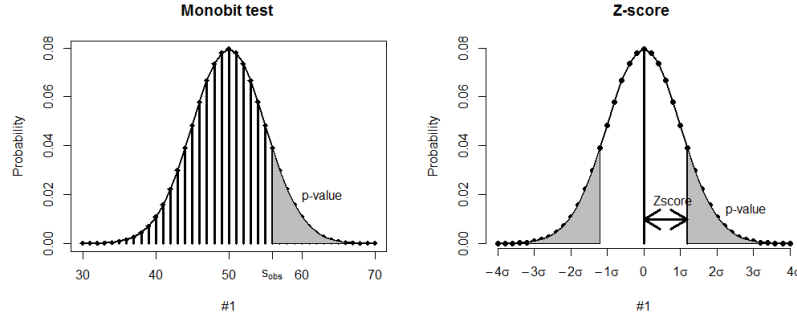 Monobit test
Probability
0.00 0.02 0.04 0.06 0.08
p-value
30 40 50 S_obs 60 70
#1
Z-score
Probability
0.00 0.02 0.04 0.06 0.08
Zscore
p-value
−4σ −3σ −2σ −1σ 0 1σ 2σ 3σ 4σ
#1